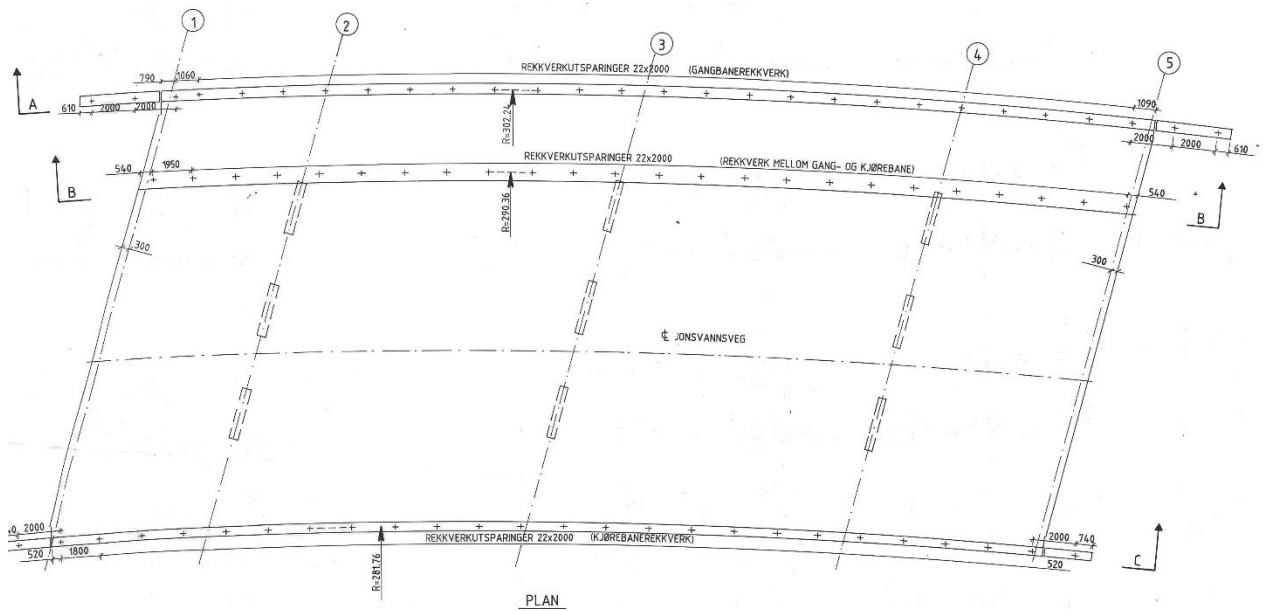 1
2
3
4
5
REKKVERKUTSPARINGER 22x2000 (GANGBANEREKKVERK)
790
1060
1090
A
610
2000
2000
R=302.24
2000
2000
610
REKKVERKUTSPARINGER 22x2000 (REKKVERK MELLOM GANG- OG KJØREBANE)
540
1950
540
B
B
R=290.36
300
300
℄ JONSVANNSVEG
2000
2000
740
REKKVERKUTSPARINGER 22x2000 (KJØREBANEREKKVERK)
520
1800
520
C
R=281.76
PLAN